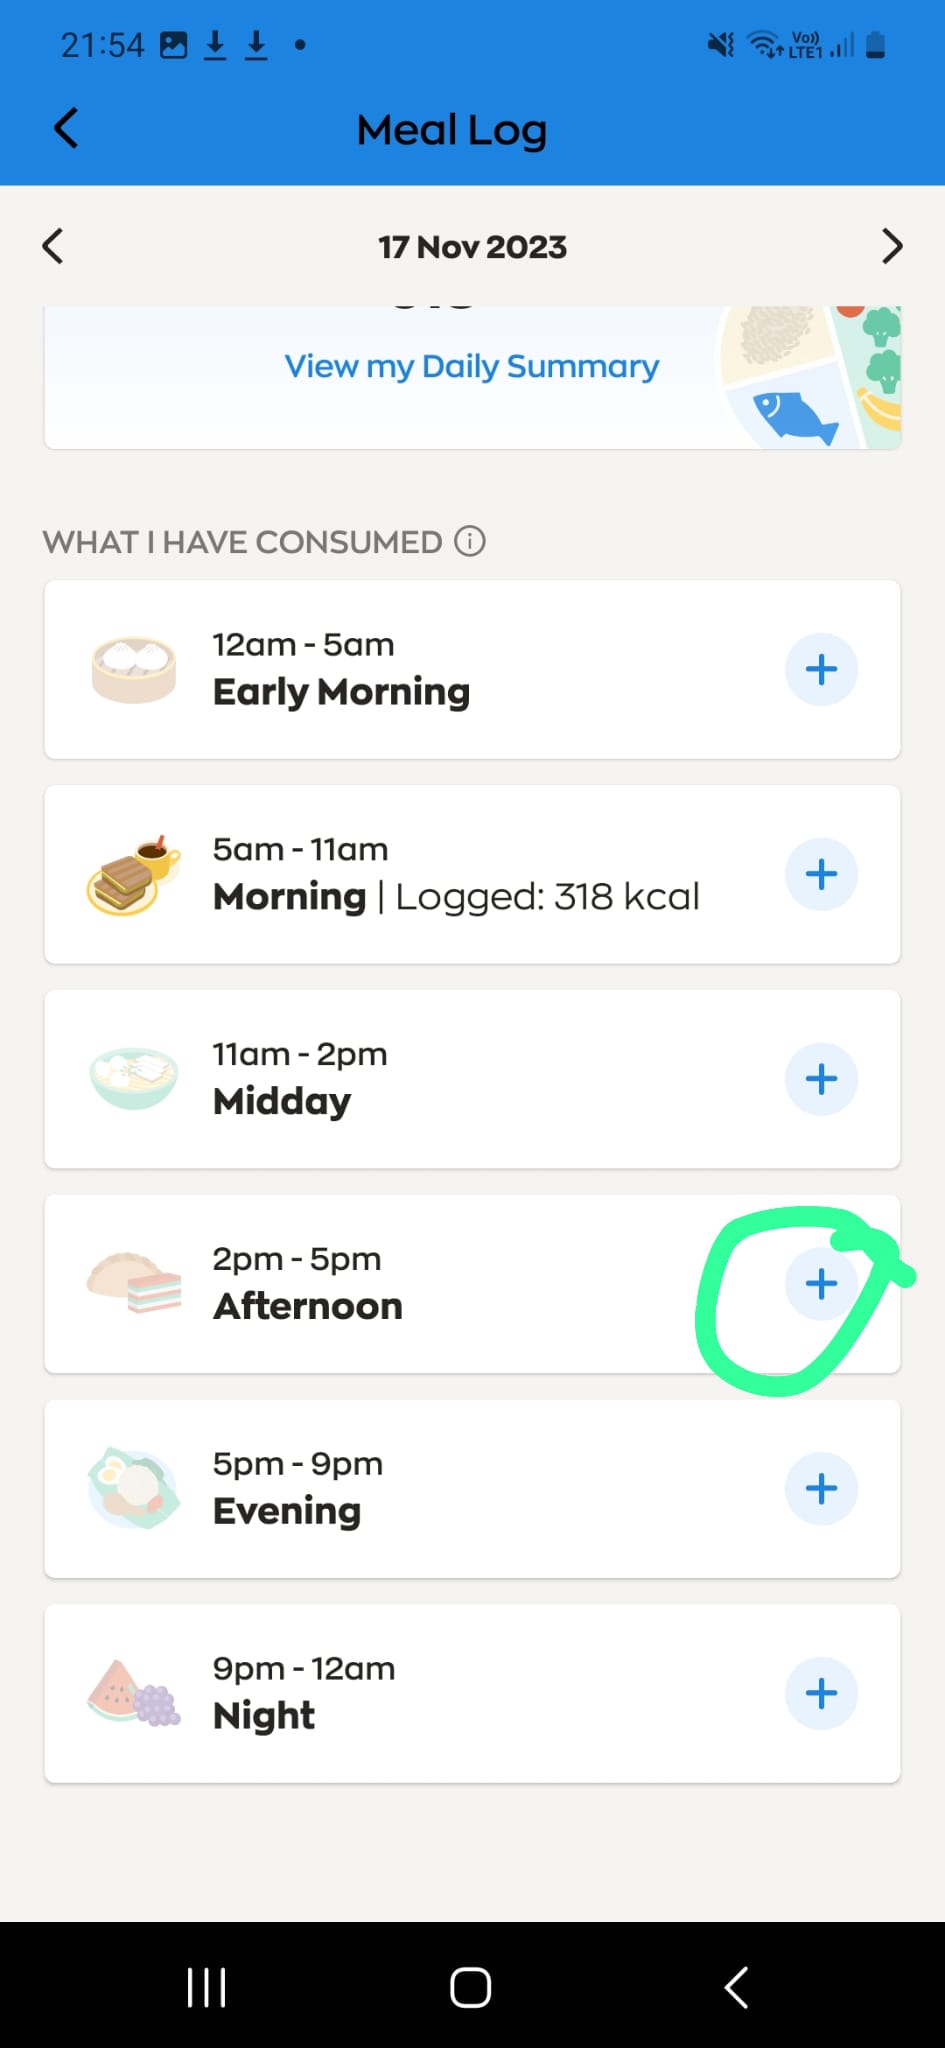 21:54
Vo))
LTE1
Meal Log
17 Nov 2023
View my Daily Summary
WHAT I HAVE CONSUMED
12am - 5am
Early Morning
5am - 11am
Morning | Logged: 318 kcal
11am - 2pm
Midday
2pm - 5pm
Afternoon
5pm - 9pm
Evening
9pm - 12am
Night